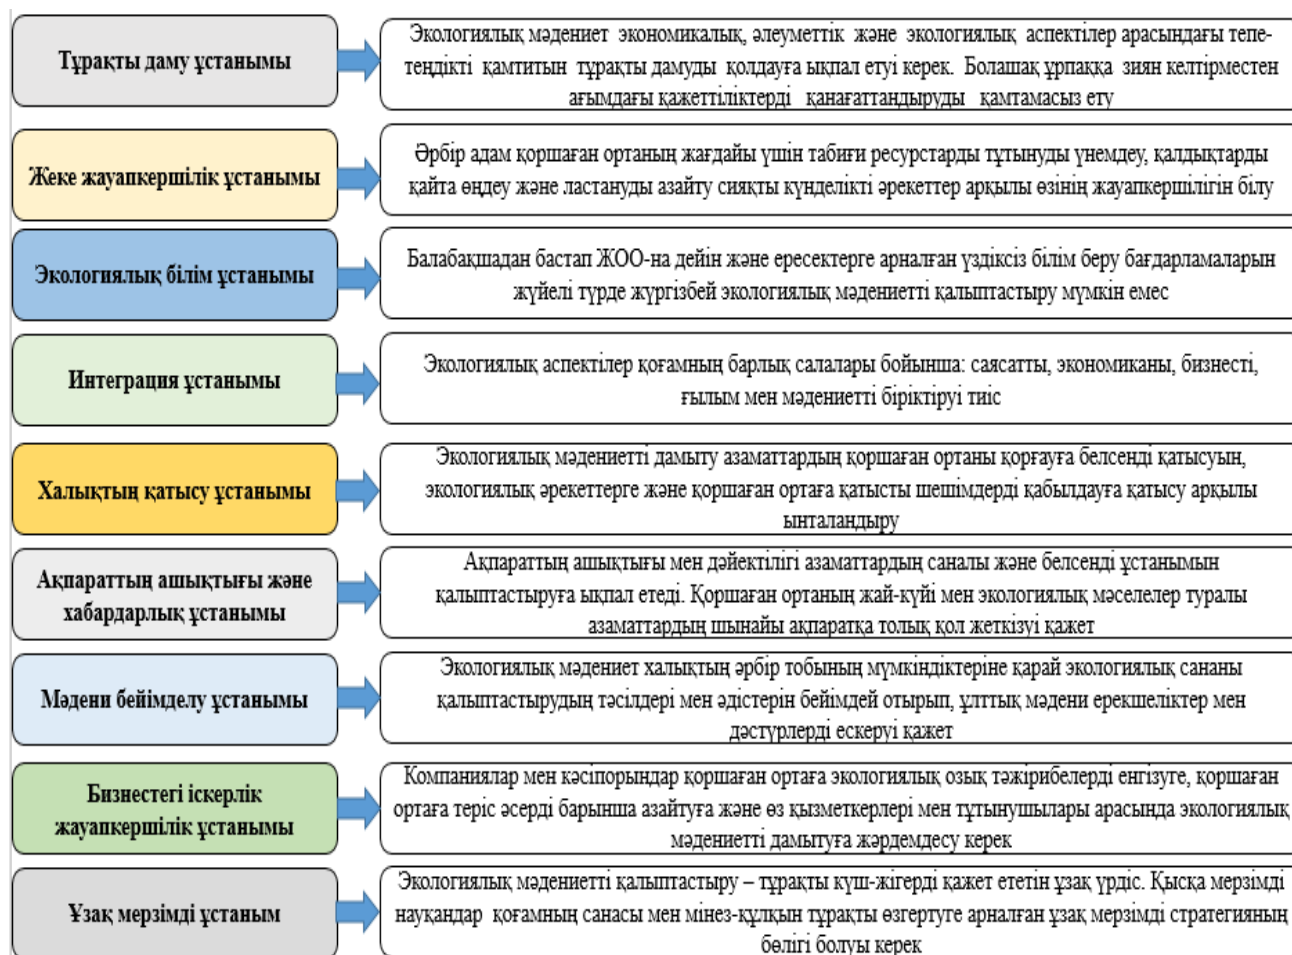 Тұрақты даму ұстанымы
Экологиялық мәдениет экономикалық, әлеуметтік және экологиялық аспектілер арасындағы тепе-
теңдікті қамтитын тұрақты дамуды қолдауға ықпал етуі керек. Болашақ ұрпаққа зиян келтірместен
ағымдағы қажеттіліктерді қанағаттандыруды қамтамасыз ету
Жеке жауапкершілік ұстанымы
Әрбір адам қоршаған ортаның жағдайы үшін табиғи ресурстарды тұтынуды үнемдеу, қалдықтарды
қайта өңдеу және ластануды азайту сияқты күнделікті әрекеттер арқылы өзінің жауапкершілігін білу
Экологиялық білім ұстанымы
Балабақшадан бастап ЖОО-на дейін және ересектерге арналған үздіксіз білім беру бағдарламаларын
жүйелі түрде жүргізбей экологиялық мәдениетті қалыптастыру мүмкін емес
Интеграция ұстанымы
Экологиялық аспектілер қоғамның барлық салалары бойынша: саясатты, экономиканы, бизнесті,
ғылым мен мәдениетті біріктіруі тиіс
Халықтың қатысу ұстанымы
Экологиялық мәдениетті дамыту азаматтардың қоршаған ортаны қорғауға белсенді қатысуын,
экологиялық әрекеттерге және қоршаған ортаға қатысты шешімдерді қабылдауға қатысу арқылы
ынталандыру
Ақпараттың ашықтығы және
хабардарлық ұстанымы
Ақпараттың ашықтығы мен дәйектілігі азаматтардың саналы және белсенді ұстанымын
қалыптастыруға ықпал етеді. Қоршаған ортаның жай-күйі мен экологиялық мәселелер туралы
азаматтардың шынайы ақпаратқа толық қол жеткізуі қажет
Мәдени бейімделу ұстанымы
Экологиялық мәдениет халықтың әрбір тобының мүмкіндіктеріне қарай экологиялық сананы
қалыптастырудың тәсілдері мен әдістерін бейімдей отырып, ұлттық мәдени ерекшеліктер мен
дәстүрлерді ескеруі қажет
Бизнестегі іскерлік
жауапкершілік ұстанымы
Компаниялар мен кәсіпорындар қоршаған ортаға экологиялық озық тәжірибелерді енгізуге, қоршаған
ортаға теріс әсерді барынша азайтуға және өз қызметкерлері мен тұтынушылары арасында экологиялық
мәдениетті дамытуға жәрдемдесу керек
Ұзақ мерзімді ұстаным
Экологиялық мәдениетті қалыптастыру – тұрақты күш-жігерді қажет ететін ұзақ үрдіс. Қысқа мерзімді
науқандар қоғамның санасы мен мінез-құлқын тұрақты өзгертуге арналған ұзақ мерзімді стратегияның
бөлігі болуы керек